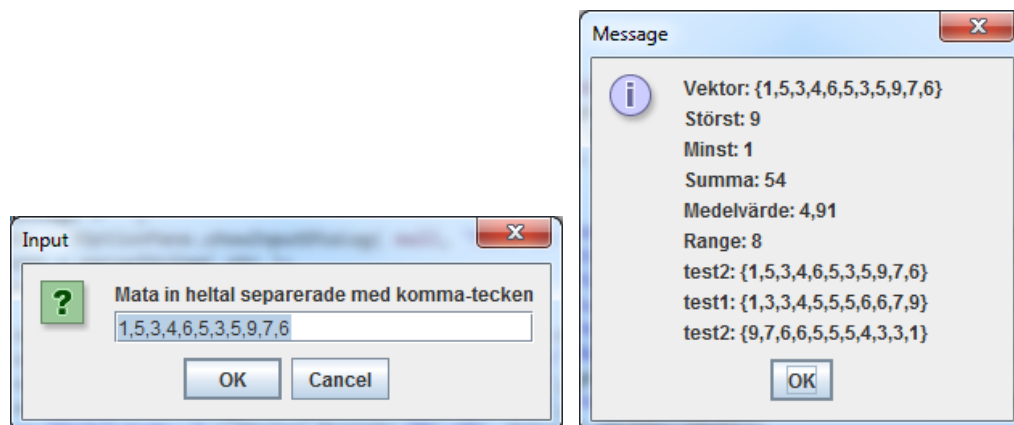 Input
?
Mata in heltal separerade med komma-tecken
1,5,3,4,6,5,3,5,9,7,6
OK Cancel
Message
i
Vektor: {1,5,3,4,6,5,3,5,9,7,6}
Störst: 9
Minst: 1
Summa: 54
Medelvärde: 4,91
Range: 8
test2: {1,5,3,4,6,5,3,5,9,7,6}
test1: {1,3,3,4,5,5,5,6,6,7,9}
test2: {9,7,6,6,5,5,5,4,3,3,1}
OK